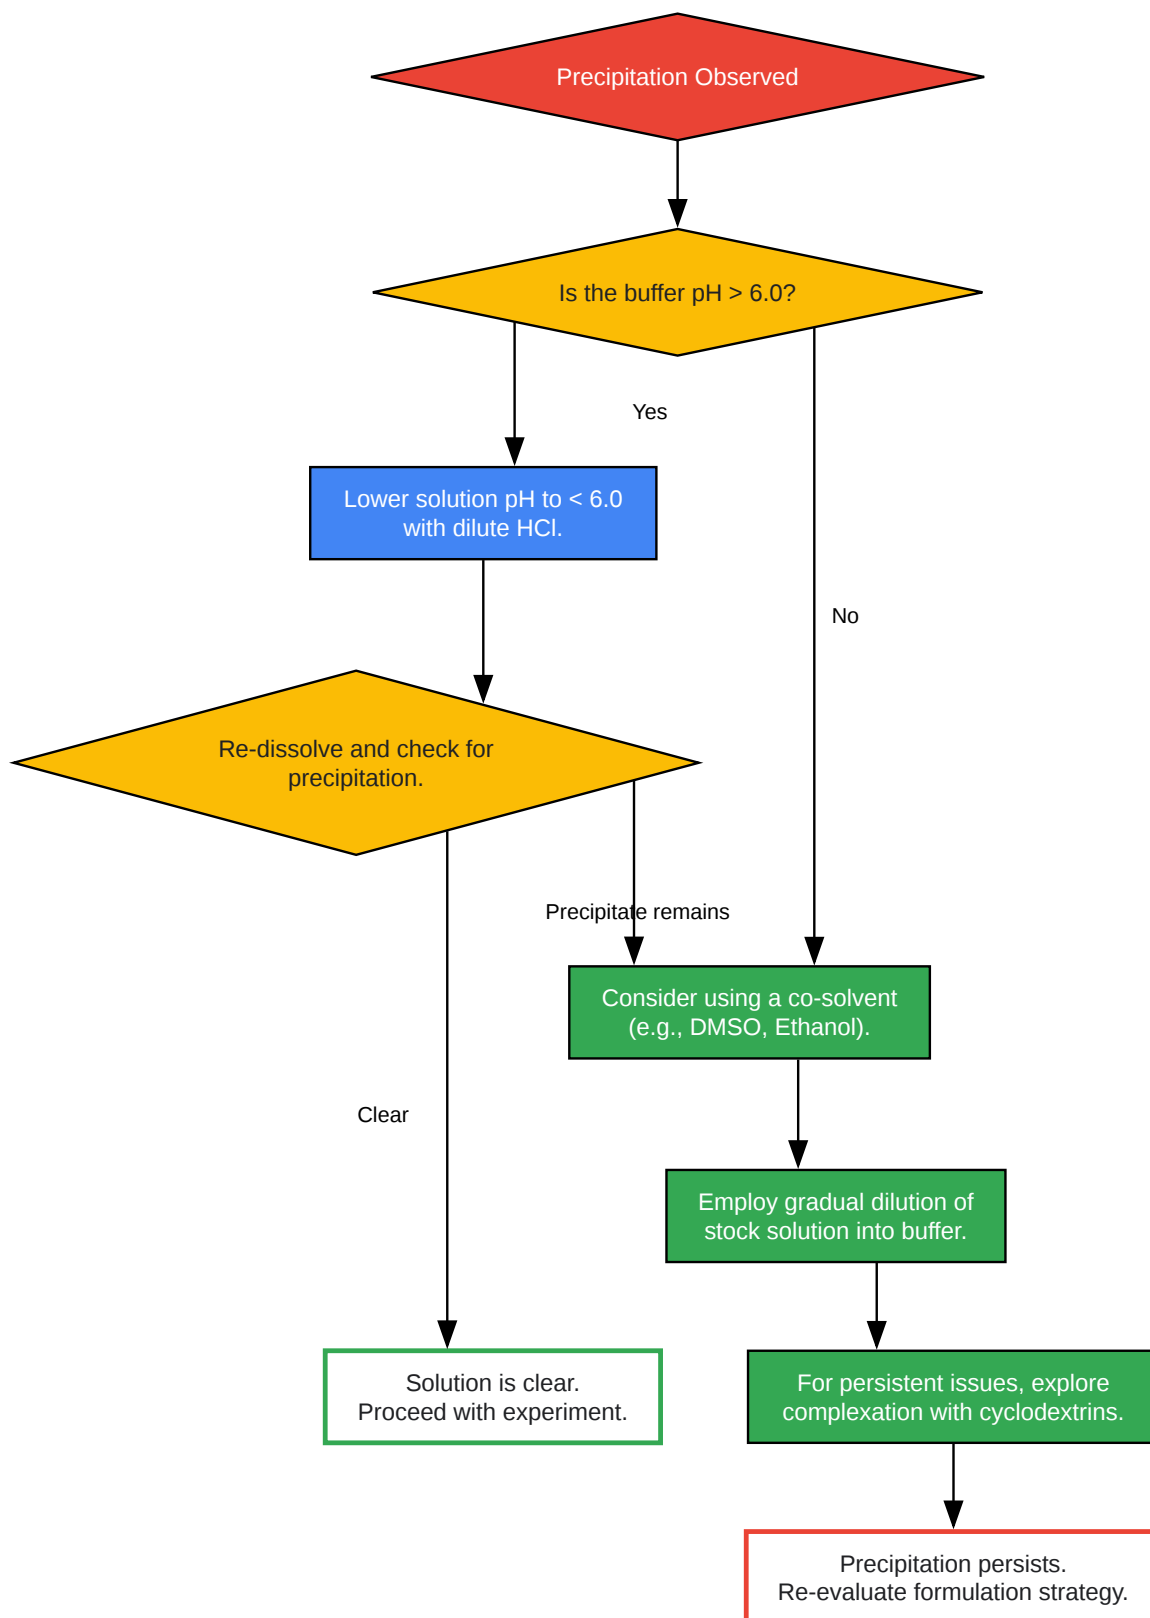 Precipitation Observed
Is the buffer pH > 6.0?
Yes
Lower solution pH to < 6.0
with dilute HCl.
No
Re-dissolve and check for
precipitation.
Precipitate remains
Consider using a co-solvent
(e.g., DMSO, Ethanol).
Clear
Employ gradual dilution of
stock solution into buffer.
Solution is clear.
Proceed with experiment.
For persistent issues, explore
complexation with cyclodextrins.
Precipitation persists.
Re-evaluate formulation strategy.